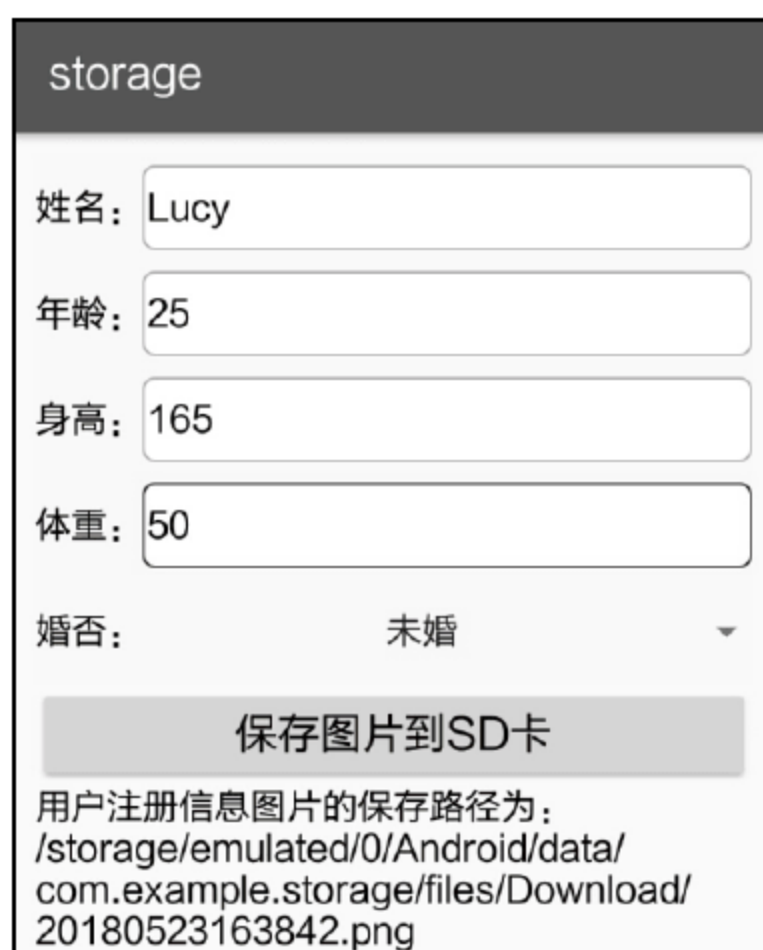 storage
姓名：Lucy
年龄：25
身高：165
体重：50
婚否： 未婚
保存图片到SD卡
用户注册信息图片的保存路径为：
/storage/emulated/0/Android/data/
com.example.storage/files/Download/
20180523163842.png